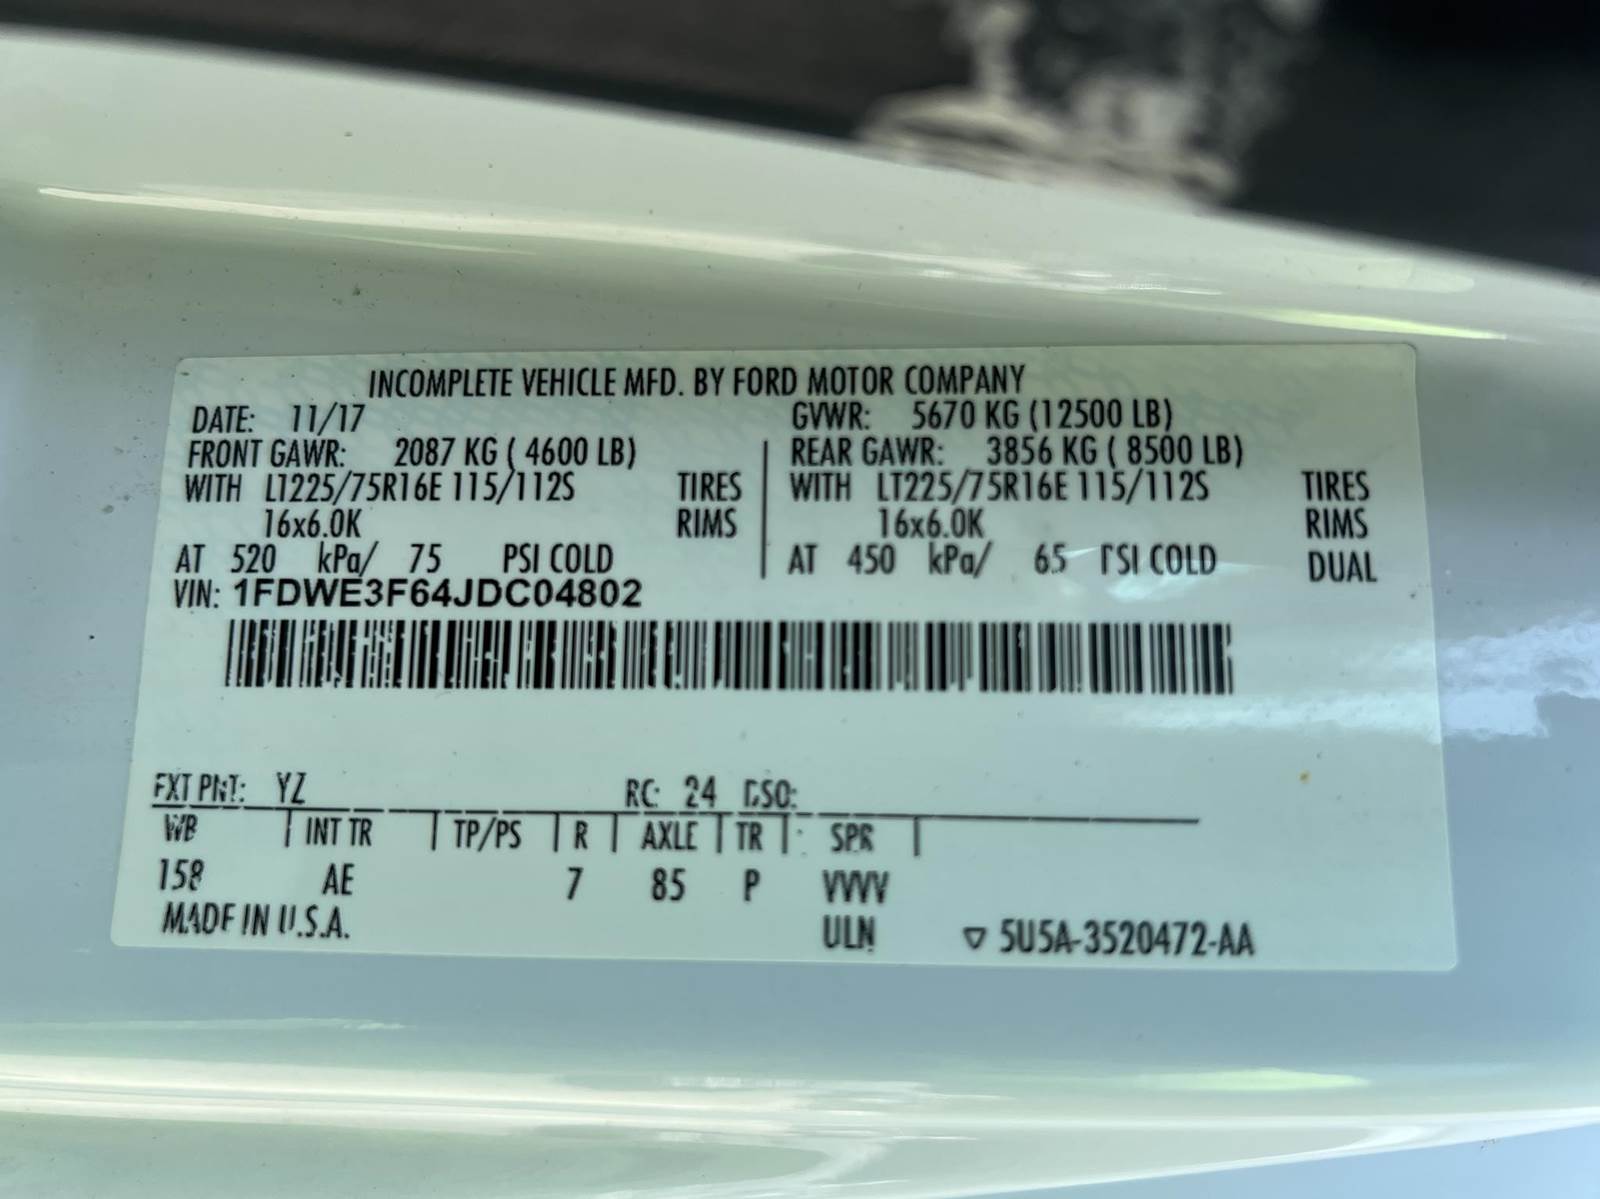 INCOMPLETE VEHICLE MFD. BY FORD MOTOR COMPANY
DATE: 11/17 GVWR: 5670 KG (12500 LB)
FRONT GAWR: 2087 KG ( 4600 LB) REAR GAWR: 3856 KG ( 8500 LB)
WITH LT225/75R16E 115/112S TIRES WITH LT225/75R16E 115/112S TIRES
16x6.0K RIMS 16x6.0K RIMS
AT 520 kPa/ 75 PSI COLD AT 450 kPa/ 65 PSI COLD DUAL
VIN: 1FDWE3F64JDC04802
EXT PNT: YZ RC: 24 DSO:
WB INT TR TP/PS R AXLE TR SPR
158 AE 7 85 P VVVV
MADE IN U.S.A. ULN ▽ 5U5A-3520472-AA